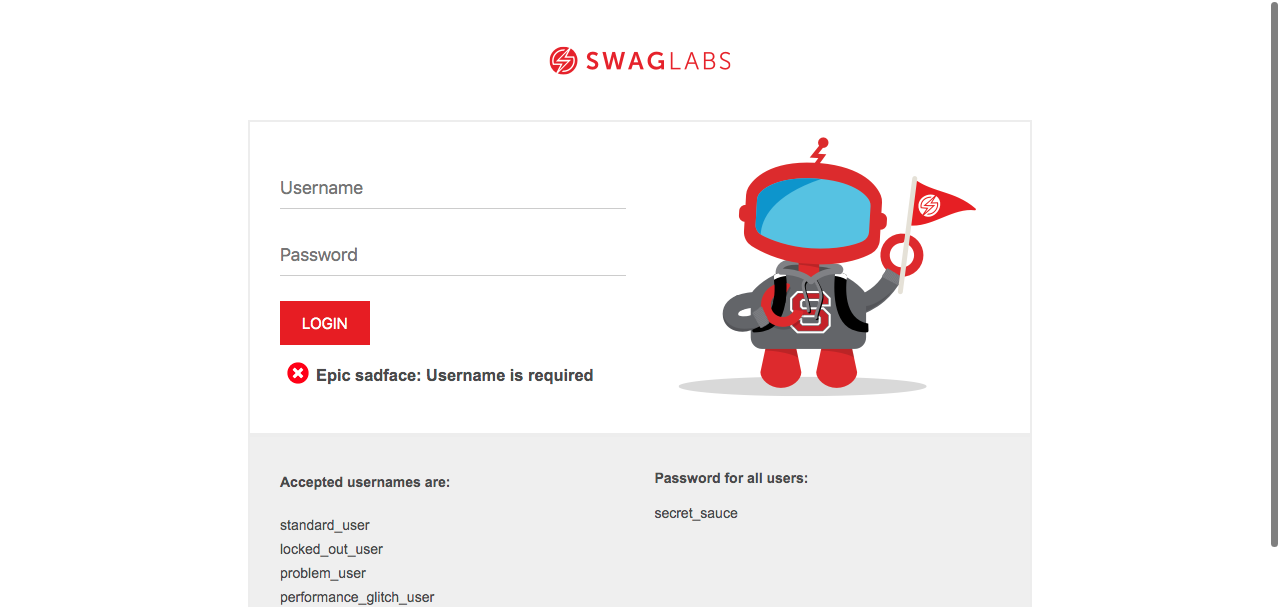 SWAGLABS
Username
Password
LOGIN
Epic sadface: Username is required
Accepted usernames are:
standard_user
locked_out_user
problem_user
performance_glitch_user
Password for all users:
secret_sauce